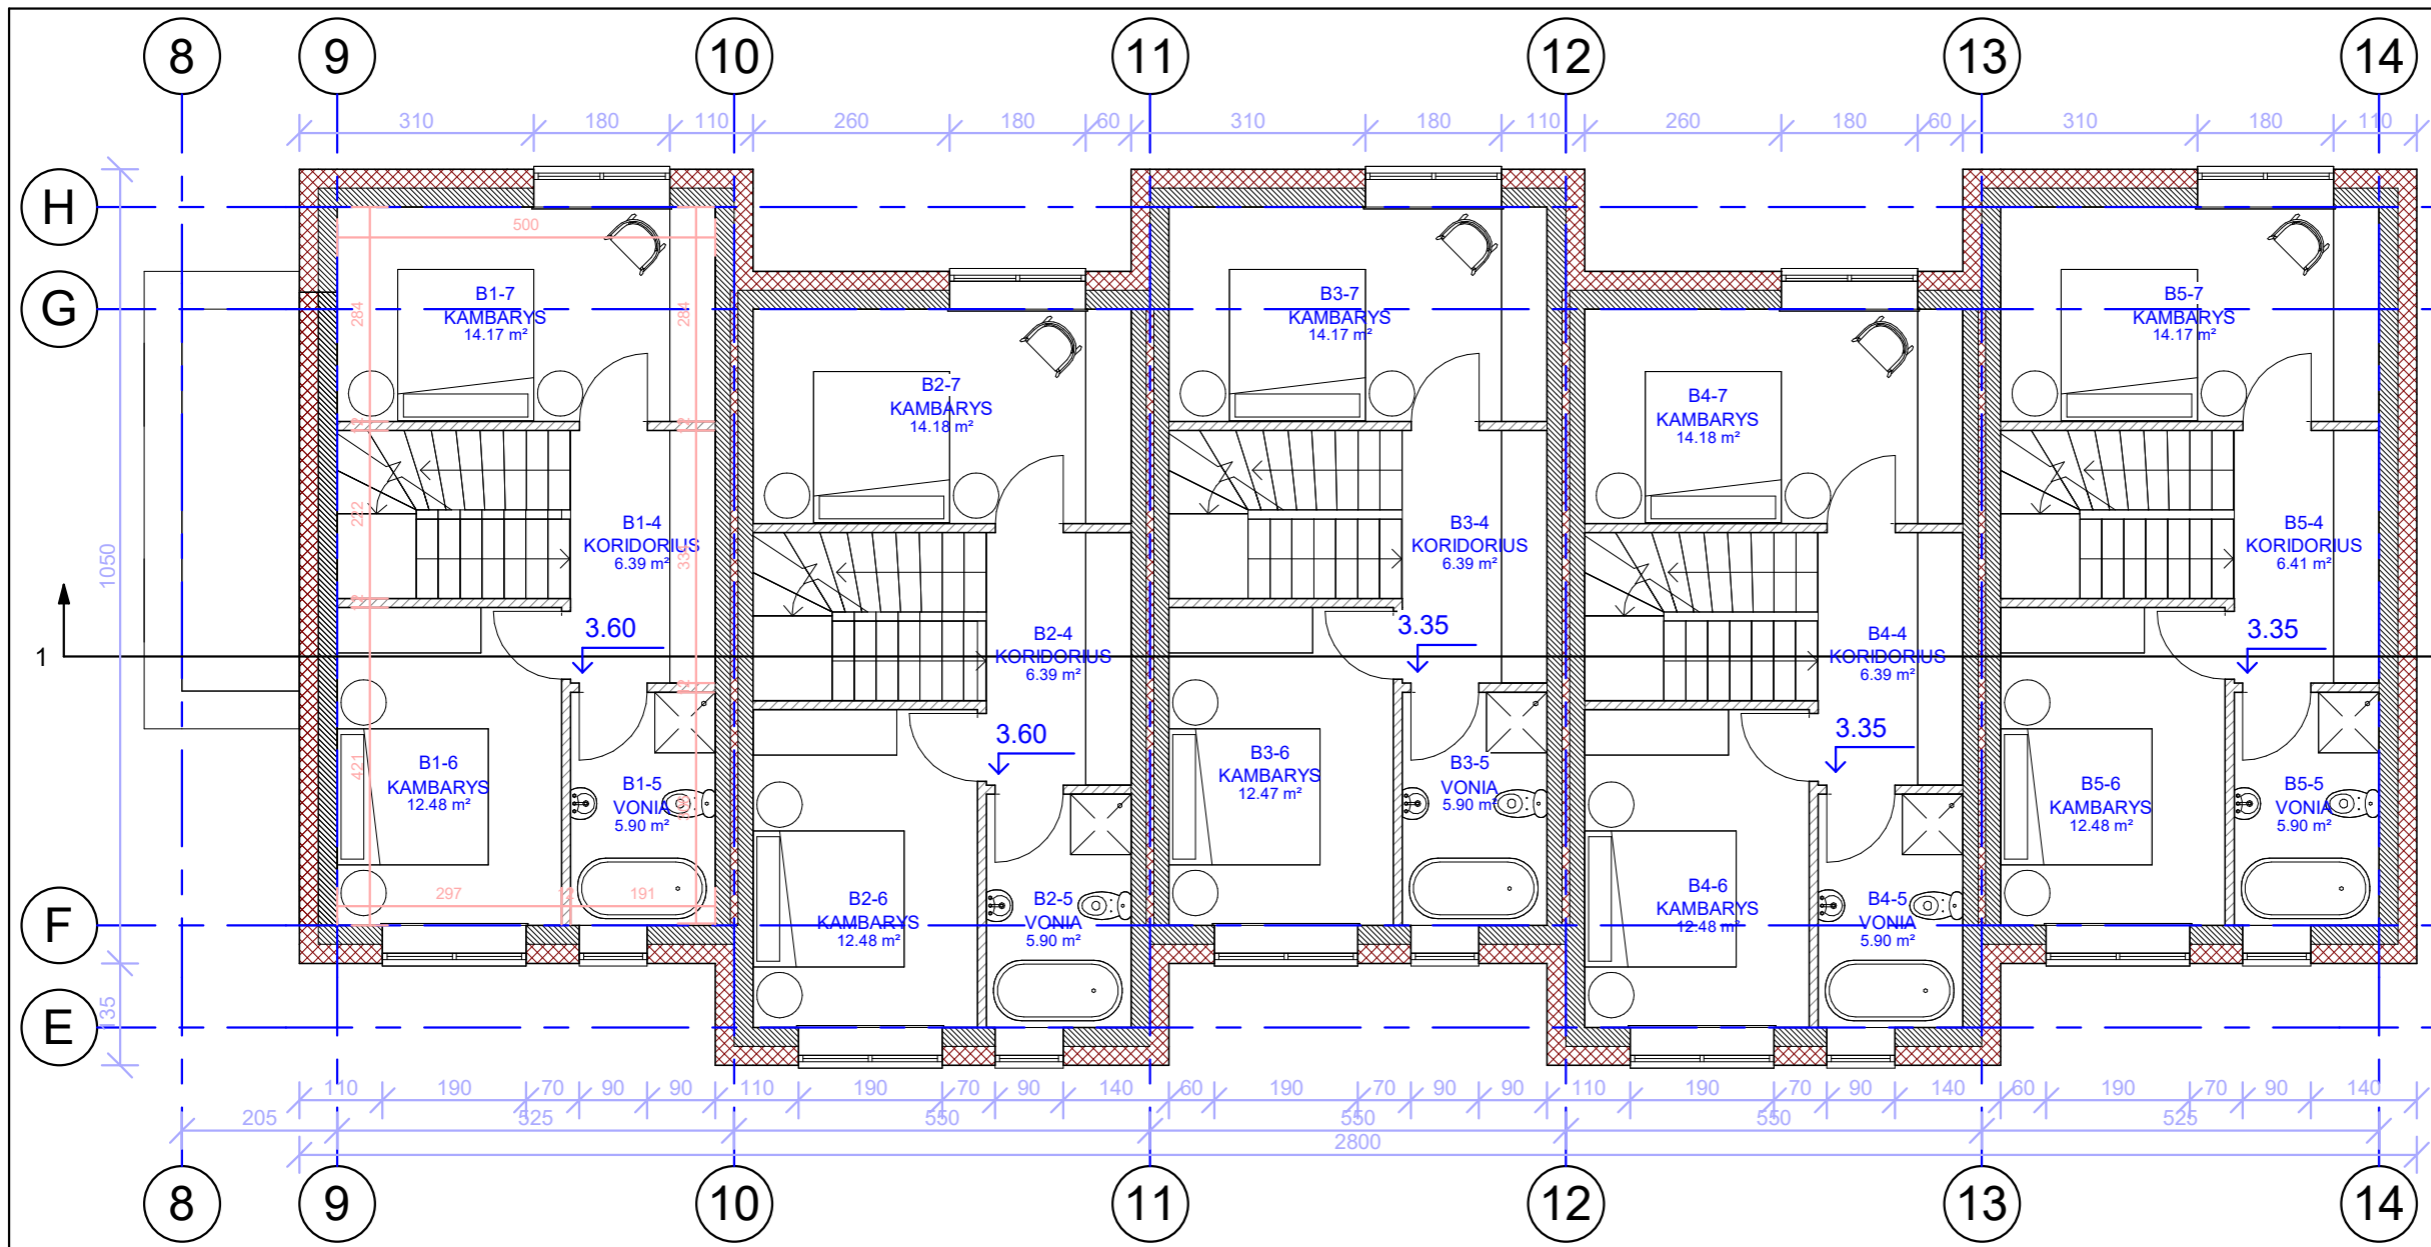 8 9 10 11 12 13 14
310 180 110 260 180 60 310 180 110 260 180 60 310 180 110
H
G
F
E
1050
135
1
500
284
284
12
12
222
339
12
12
421
297
12
191
B1-7
KAMBARYS
14.17 m²
B1-4
KORIDORIUS
6.39 m²
3.60
B1-6
KAMBARYS
12.48 m²
B1-5
VONIA
5.90 m²
B2-7
KAMBARYS
14.18 m²
B2-4
KORIDORIUS
6.39 m²
3.60
B2-6
KAMBARYS
12.48 m²
B2-5
VONIA
5.90 m²
B3-7
KAMBARYS
14.17 m²
B3-4
KORIDORIUS
6.39 m²
3.35
B3-6
KAMBARYS
12.47 m²
B3-5
VONIA
5.90 m²
B4-7
KAMBARYS
14.18 m²
B4-4
KORIDORIUS
6.39 m²
3.35
B4-6
KAMBARYS
12.48 m²
B4-5
VONIA
5.90 m²
B5-7
KAMBARYS
14.17 m²
B5-4
KORIDORIUS
6.41 m²
3.35
B5-6
KAMBARYS
12.48 m²
B5-5
VONIA
5.90 m²
110 190 70 90 90 110 190 70 90 140 60 190 70 90 90 110 190 70 90 140 60 190 70 90 140
205 525 550 550 550 525
2800
8 9 10 11 12 13 14